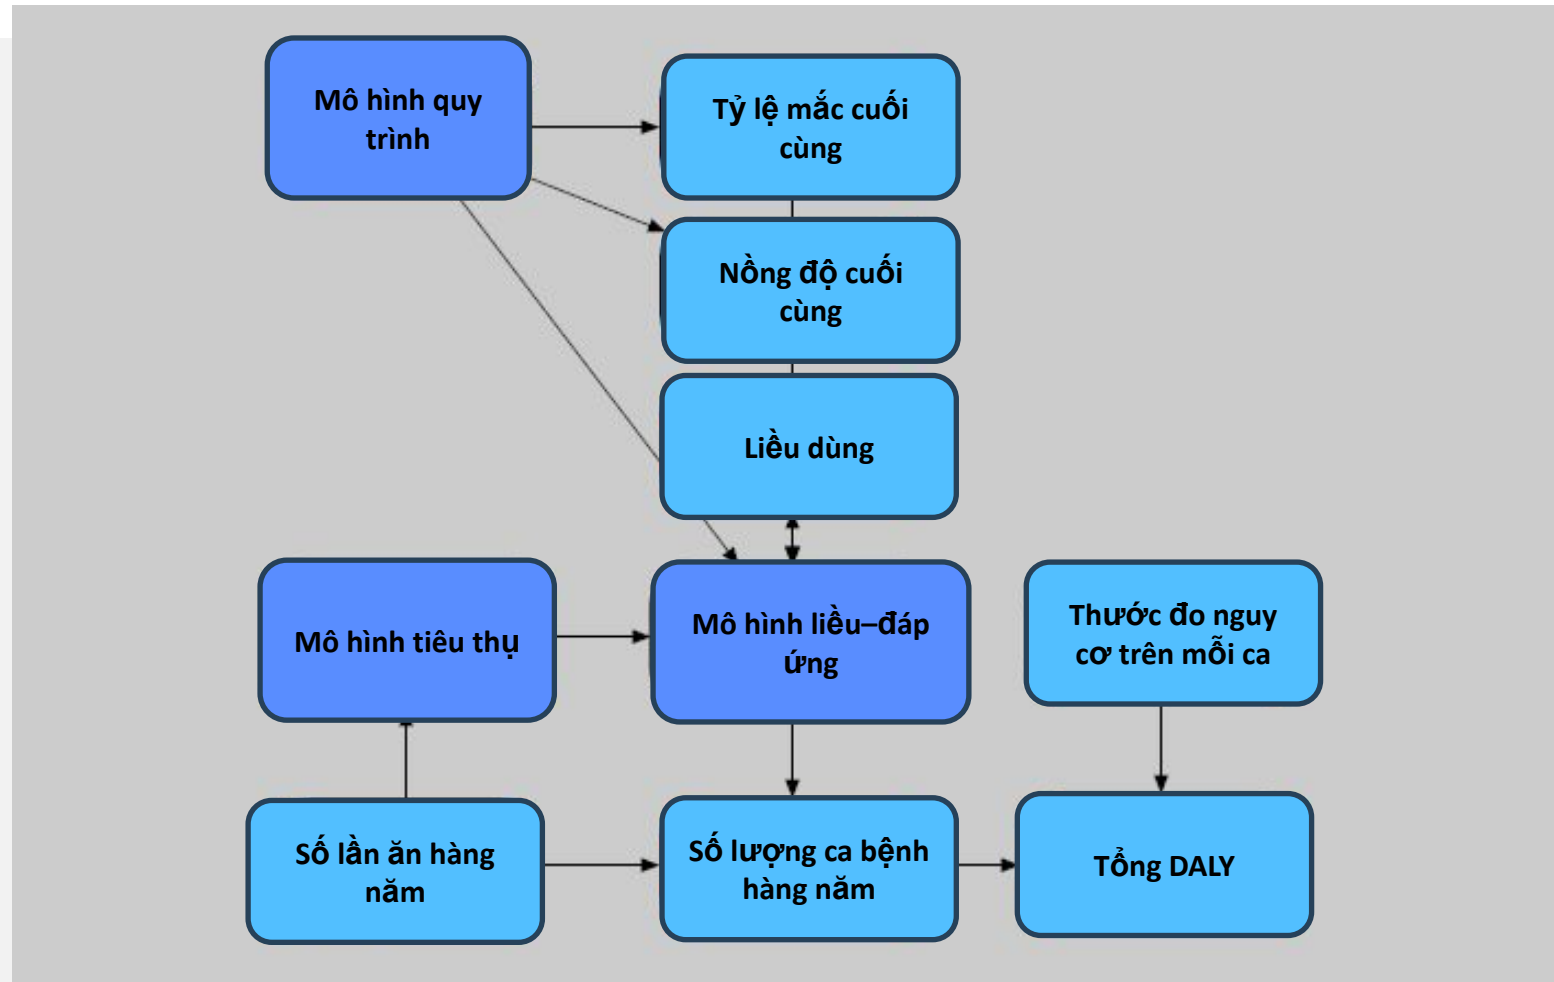 Mô hình quy
trình
Tỷ lệ mắc cuối
cùng
Nồng độ cuối
cùng
Liều dùng
Mô hình tiêu thụ
Mô hình liều–đáp
ứng
Thước đo nguy
cơ trên mỗi ca
Số lần ăn hàng
năm
Số lượng ca bệnh
hàng năm
Tổng DALY